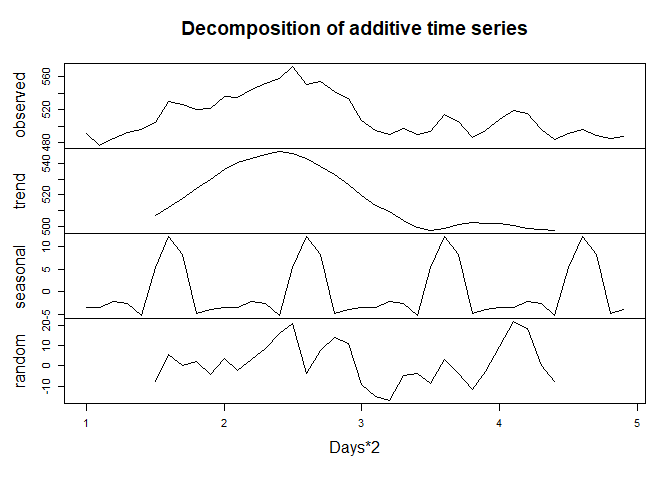 Decomposition of additive time series
observed
480 520 560
trend
500 520 540
seasonal
-5 0 5 10
random
-10 0 10 20
1 2 3 4 5
Days*2